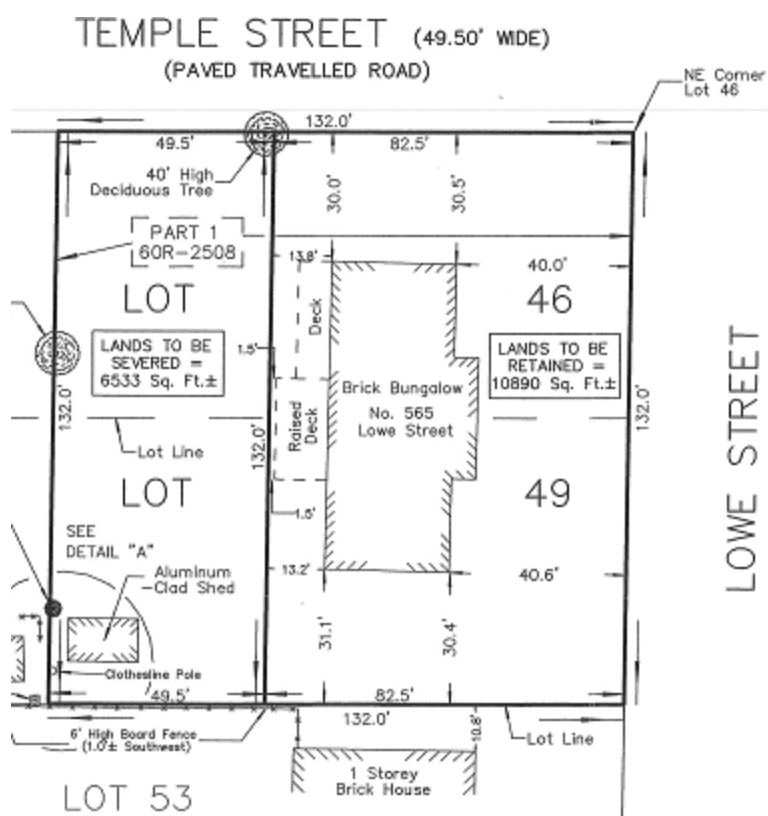 TEMPLE STREET (49.50' WIDE)
(PAVED TRAVELLED ROAD)
NE Corner
Lot 46
132.0'
49.5'
82.5'
40' High
Deciduous Tree
30.0'
30.5'
PART 1
60R-2508
13.8'
40.0'
LOT
46
Deck
LANDS TO BE
SEVERED =
6533 Sq. Ft.±
1.5'
LANDS TO BE
RETAINED =
10890 Sq. Ft.±
Brick Bungalow
No. 565
Lowe Street
132.0'
132.0'
132.0'
Raised
Deck
Lot Line
LOT
49
LOWE STREET
1.5'
SEE
DETAIL "A"
Aluminum
Clad Shed
13.2'
40.6'
31.1'
30.4'
Clothesline Pole
49.5'
82.5'
132.0'
10.8'
6' High Board Fence
(1.0'± Southwest)
Lot Line
1 Storey
Brick House
LOT 53